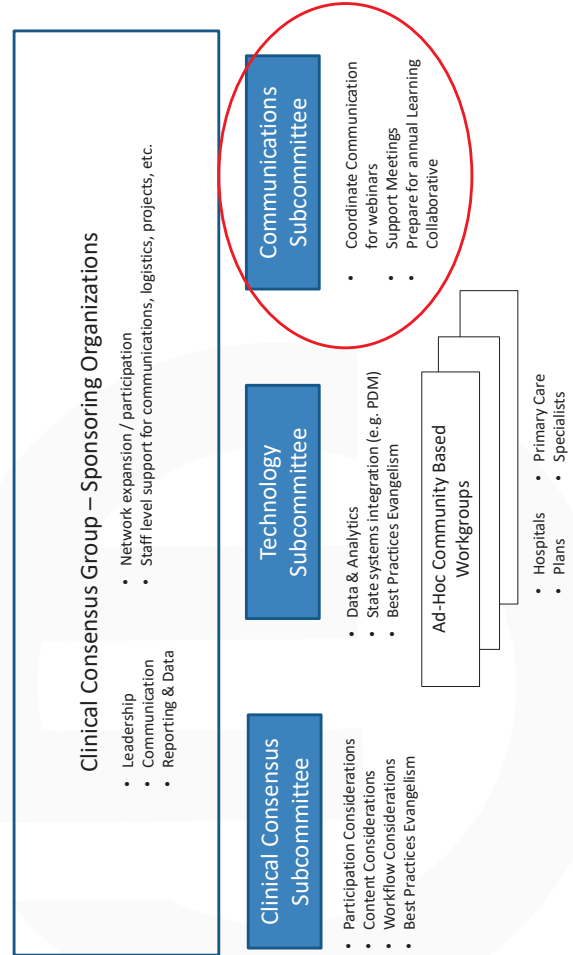 Clinical Consensus Group – Sponsoring Organizations
• Leadership
• Communication
• Reporting & Data
• Network expansion / participation
• Staff level support for communications, logistics, projects, etc.
Clinical Consensus
Subcommittee
• Participation Considerations
• Content Considerations
• Workflow Considerations
• Best Practices Evangelism
Technology
Subcommittee
• Data & Analytics
• State systems integration (e.g. PDM)
• Best Practices Evangelism
Communications
Subcommittee
• Coordinate Communication
for webinars
• Support Meetings
• Prepare for annual Learning
Collaborative
Ad-Hoc Community Based
Workgroups
• Hospitals
• Plans
• Primary Care
• Specialists